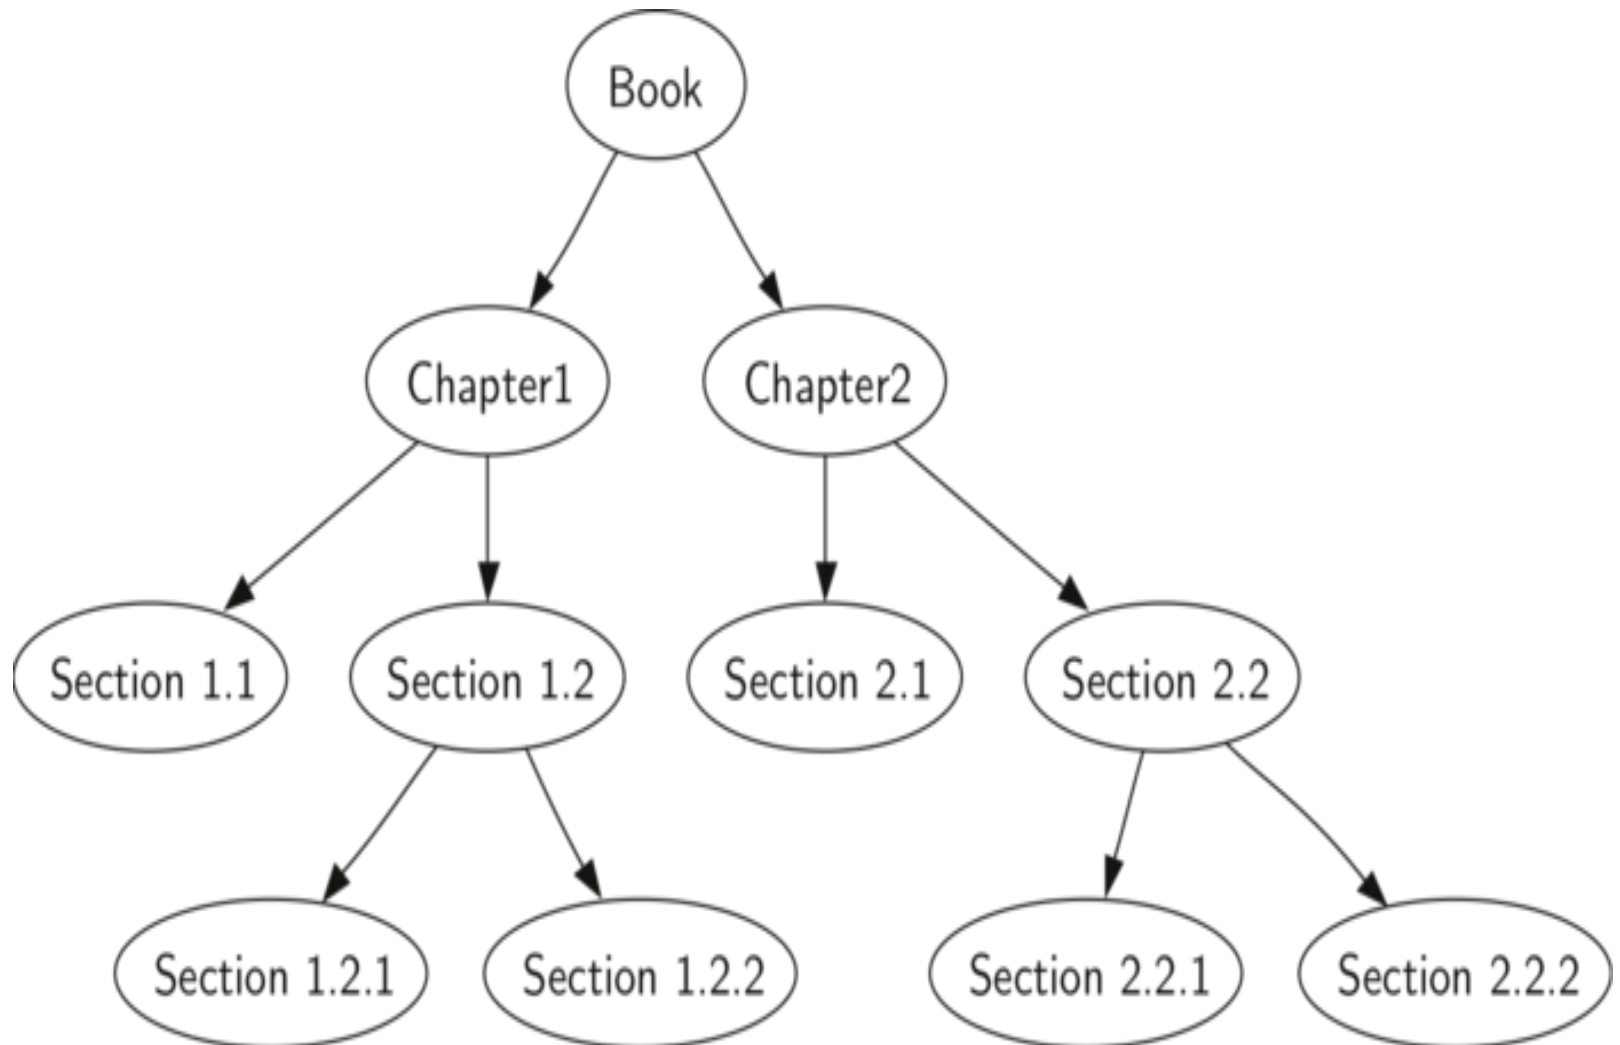 Book
Chapter1
Chapter2
Section 1.1
Section 1.2
Section 2.1
Section 2.2
Section 1.2.1
Section 1.2.2
Section 2.2.1
Section 2.2.2